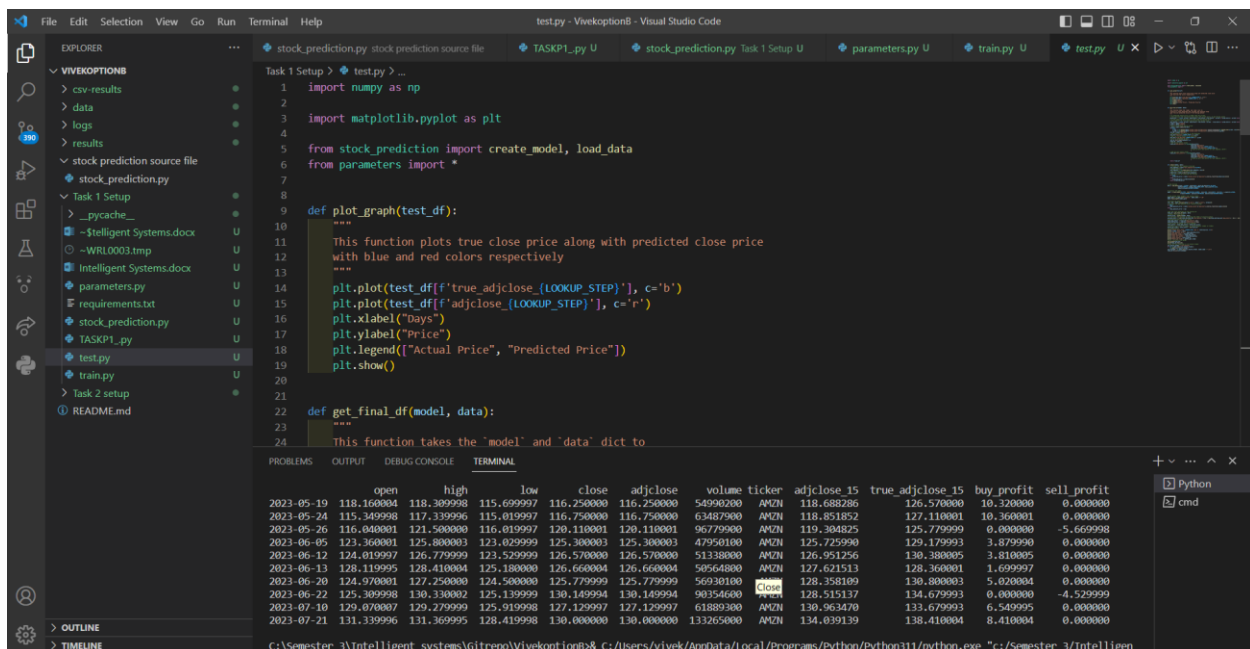 File Edit Selection View Go Run Terminal Help
test.py - Vivekoption8 - Visual Studio Code
EXPLORER
stock_prediction.py stock prediction source file
TASKP1_.py U
stock_prediction.py Task 1 Setup U
parameters.py U
train.py U
test.py U
VIVEKOPTIONB
csv-results
data
logs
results
390
stock prediction source file
stock_prediction.py
Task 1 Setup
__pycache__
~$telligent Systems.docx U
~WRL0003.tmp U
Intelligent Systems.docx U
parameters.py U
requirements.txt U
stock_prediction.py U
TASKP1_.py U
test.py U
train.py U
Task 2 setup
README.md
OUTLINE
TIMELINE
Task 1 Setup > test.py > ...
1 import numpy as np
2
3 import matplotlib.pyplot as plt
4
5 from stock_prediction import create_model, load_data
6 from parameters import *
7
8
9 def plot_graph(test_df):
10 """
11 This function plots true close price along with predicted close price
12 with blue and red colors respectively
13 """
14 plt.plot(test_df[f'true_adjclose_{LOOKUP_STEP}'], c='b')
15 plt.plot(test_df[f'adjclose_{LOOKUP_STEP}'], c='r')
16 plt.xlabel("Days")
17 plt.ylabel("Price")
18 plt.legend(["Actual Price", "Predicted Price"])
19 plt.show()
20
21
22 def get_final_df(model, data):
23 """
24 This function takes the `model` and `data` dict to
PROBLEMS OUTPUT DEBUG CONSOLE TERMINAL
Python
cmd
open high low close adjclose volume ticker adjclose_15 true_adjclose_15 buy_profit sell_profit
2023-05-19 118.160004 118.309998 115.699997 116.250000 116.250000 54990200 AMZN 118.688286 126.570000 10.320000 0.000000
2023-05-24 115.349998 117.339996 115.019997 116.750000 116.750000 63487900 AMZN 118.851852 127.110001 10.360001 0.000000
2023-05-26 116.040001 121.500000 116.019997 120.110001 120.110001 96779900 AMZN 119.304825 125.779999 0.000000 -5.669998
2023-06-05 123.360001 125.800003 123.029999 125.300003 125.300003 47950100 AMZN 125.725990 129.179993 3.879990 0.000000
2023-06-12 124.019997 126.779999 123.529999 126.570000 126.570000 51338000 AMZN 126.951256 130.380005 3.810005 0.000000
2023-06-13 128.119995 128.410004 125.180000 126.660004 126.660004 50564800 AMZN 127.621513 128.360001 1.699997 0.000000
2023-06-20 124.970001 127.250000 124.500000 125.779999 125.779999 56930100 128.358109 130.800003 5.020004 0.000000
Close
2023-06-22 125.309998 130.330002 125.139999 130.149994 130.149994 90354600 AMZN 128.515137 134.679993 0.000000 -4.529999
2023-07-10 129.070007 129.279999 125.919998 127.129997 127.129997 61889300 AMZN 130.963470 133.679993 6.549995 0.000000
2023-07-21 131.339996 131.369995 128.419998 130.000000 130.000000 133265000 AMZN 134.039139 138.410004 8.410004 0.000000
C:\Semester 3\Intelligent systems\Gitrepo\VivekoptionB>& C:/Users/vivek/AppData/Local/Programs/Python/Python311/python.exe "c:/Semester 3/Intelligen